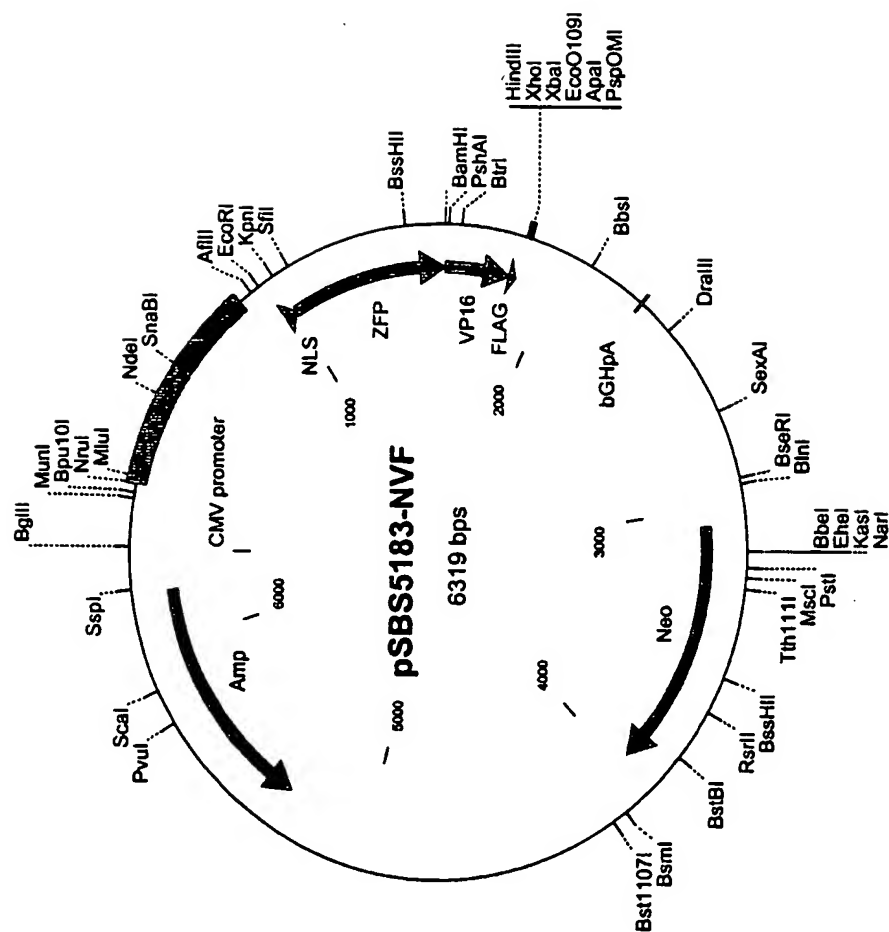 BglII
MunI
Bpu10I
NruI
MluI
NdeI
SnaBI
AflII
EcoRI
KpnI
SfiI
BssHII
BamHI
PshAI
BtrI
HindIII
XhoI
XbaI
EcoO109I
ApaI
PspOMI
BbsI
DraIII
SexAI
BseRI
BlnI
BbeI
EheI
KasI
NarI
PstI
MscI
Tth111I
BssHII
RsrII
BstBI
BsmI
Bst1107I
PvuI
ScaI
SspI
CMV promoter
NLS
ZFP
VP16
FLAG
bGHpA
Neo
Amp
1000
2000
3000
4000
5000
6000
pSBS5183-NVF
6319 bps